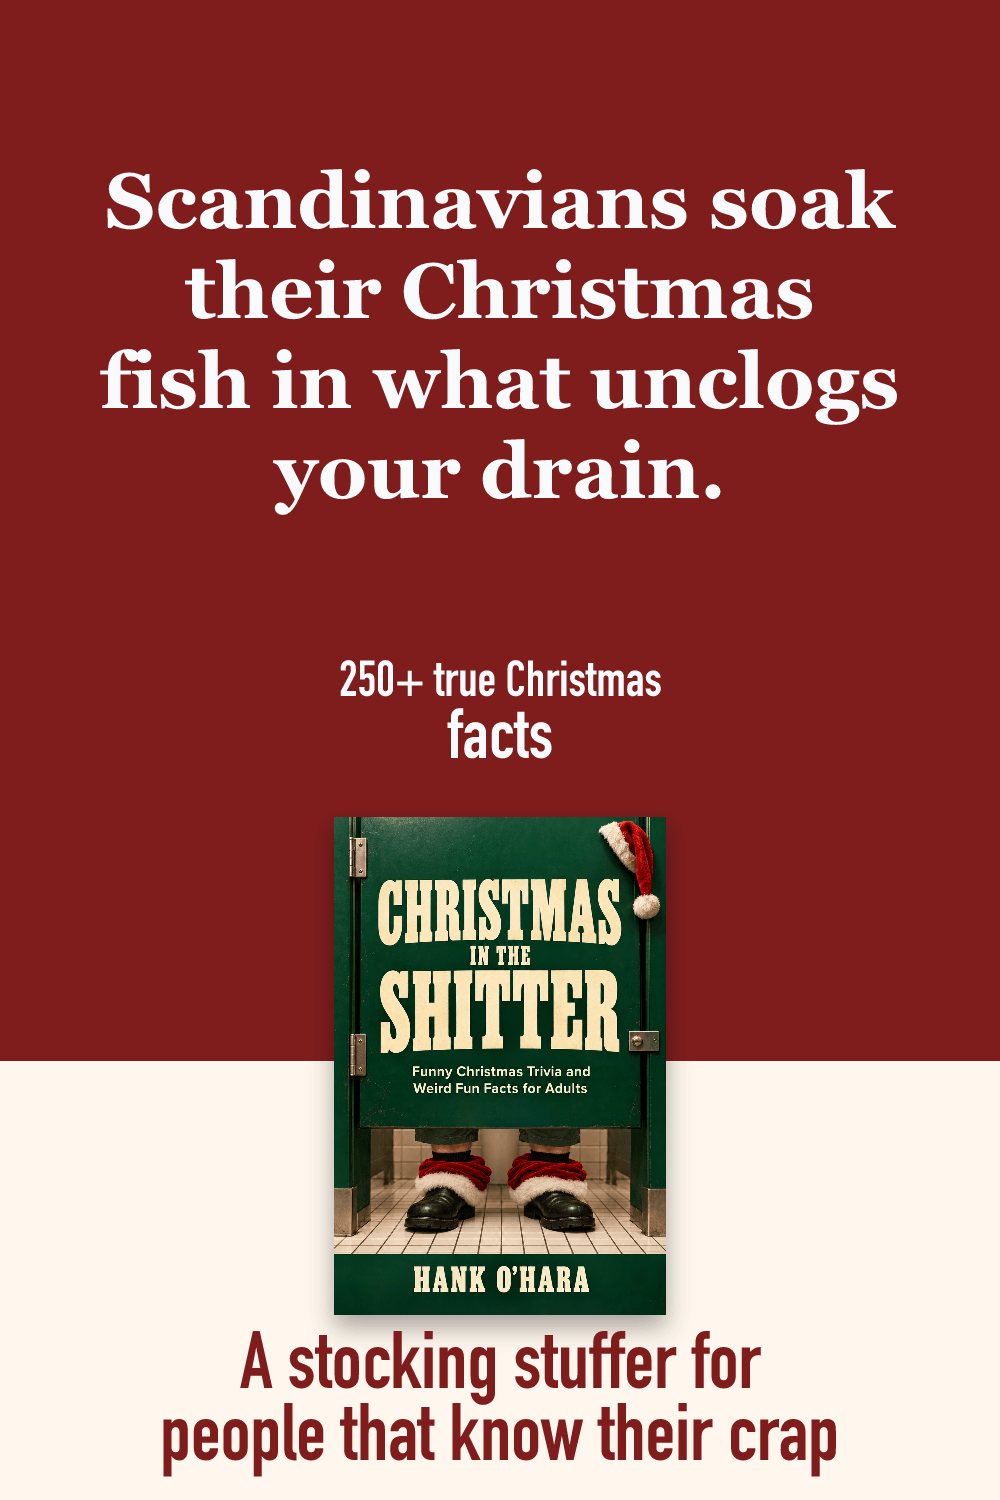 Scandinavians soak
their Christmas
fish in what unclogs
your drain.
250+ true Christmas
facts
CHRISTMAS
IN THE
SHITTER
Funny Christmas Trivia and
Weird Fun Facts for Adults
HANK O'HARA
A stocking stuffer for
people that know their crap